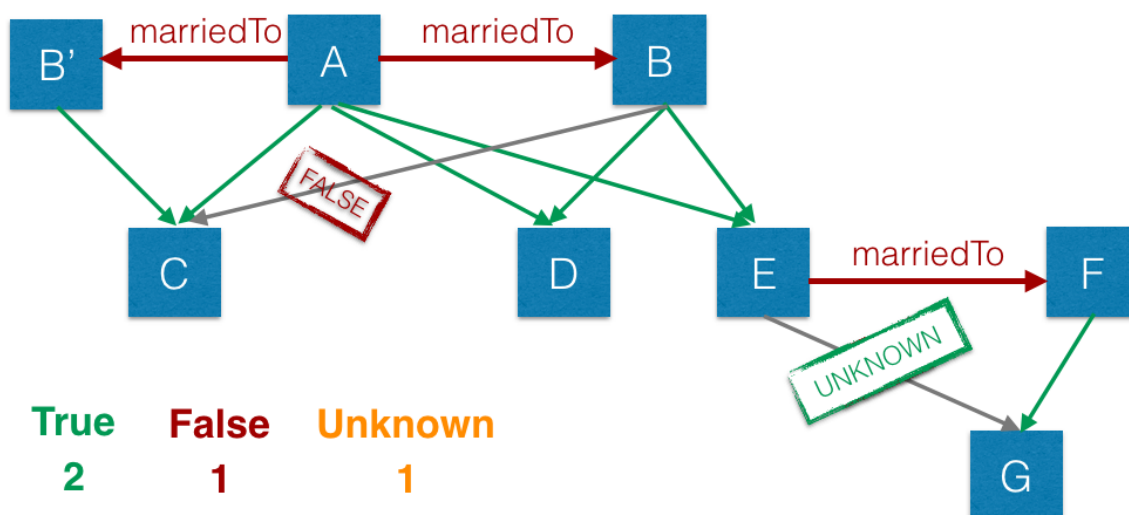 marriedTo marriedTo
B’ A B
FALSE
C D E marriedTo F
UNKNOWN
True False Unknown
2 1 1
G